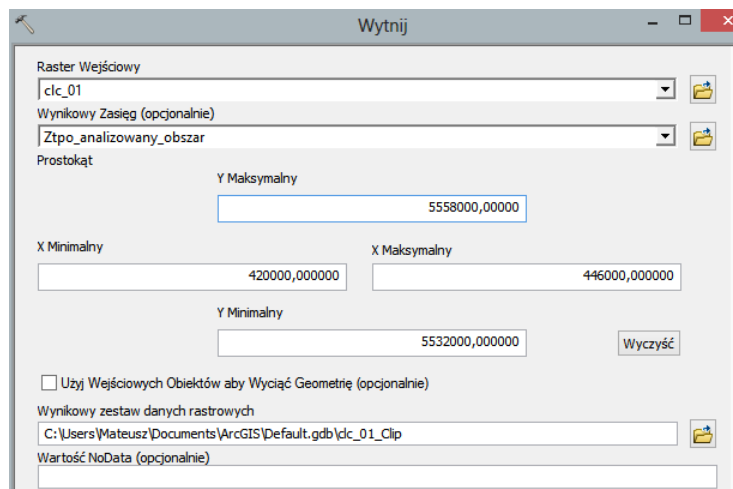 Wytnij
Raster Wejściowy
clc_01
Wynikowy Zasięg (opcjonalnie)
Ztpo_analizowany_obszar
Prostokąt
Y Maksymalny
5558000,00000
X Minimalny
X Maksymalny
420000,000000
446000,000000
Y Minimalny
5532000,000000
Wyczyść
Użyj Wejściowych Obiektów aby Wyciąć Geometrię (opcjonalnie)
Wynikowy zestaw danych rastrowych
C:\Users\Mateusz\Documents\ArcGIS\Default.gdb\clc_01_Clip
Wartość NoData (opcjonalnie)